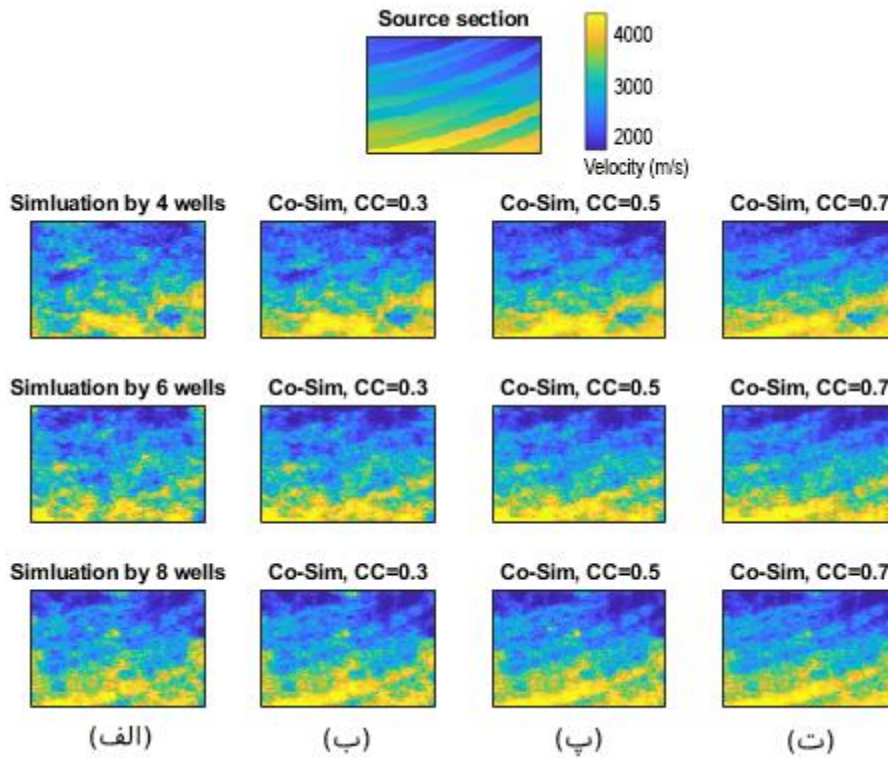 Source section
4000
3000
2000
Velocity (m/s)
Simluation by 4 wells Co-Sim, CC=0.3 Co-Sim, CC=0.5 Co-Sim, CC=0.7
Simluation by 6 wells Co-Sim, CC=0.3 Co-Sim, CC=0.5 Co-Sim, CC=0.7
Simluation by 8 wells Co-Sim, CC=0.3 Co-Sim, CC=0.5 Co-Sim, CC=0.7
(الف) (ب) (پ) (ت)